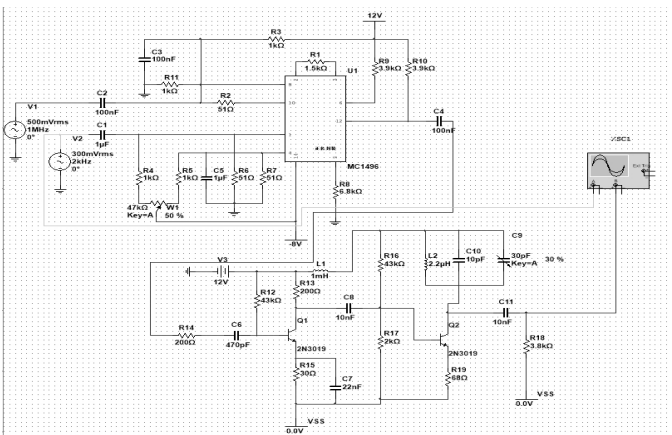 12V
R3
1kΩ
C3
100nF
R1
1.5kΩ
R9
3.9kΩ
R10
3.9kΩ
U1
R11
1kΩ
C2
100nF
R2
51Ω
V1
500mVrms
1MHz
0°
V2
300mVrms
2kHz
0°
C1
1µF
C4
100nF
XSC1
Ext Trig
MC1496
R4
1kΩ
R5
1kΩ
C5
1µF
R6
51Ω
R7
51Ω
R8
6.8kΩ
47kΩ
Key=A
W1
50 %
-8V
V3
12V
L1
1mH
R12
43kΩ
R13
200Ω
R16
43kΩ
L2
2.2µH
C10
10pF
C9
30pF
Key=A
30 %
C8
10nF
C11
10nF
R14
200Ω
C6
470pF
Q1
2N3019
R17
2kΩ
Q2
2N3019
R18
3.8kΩ
R15
30Ω
C7
22nF
R19
68Ω
VSS
0.0V
VSS
0.0V